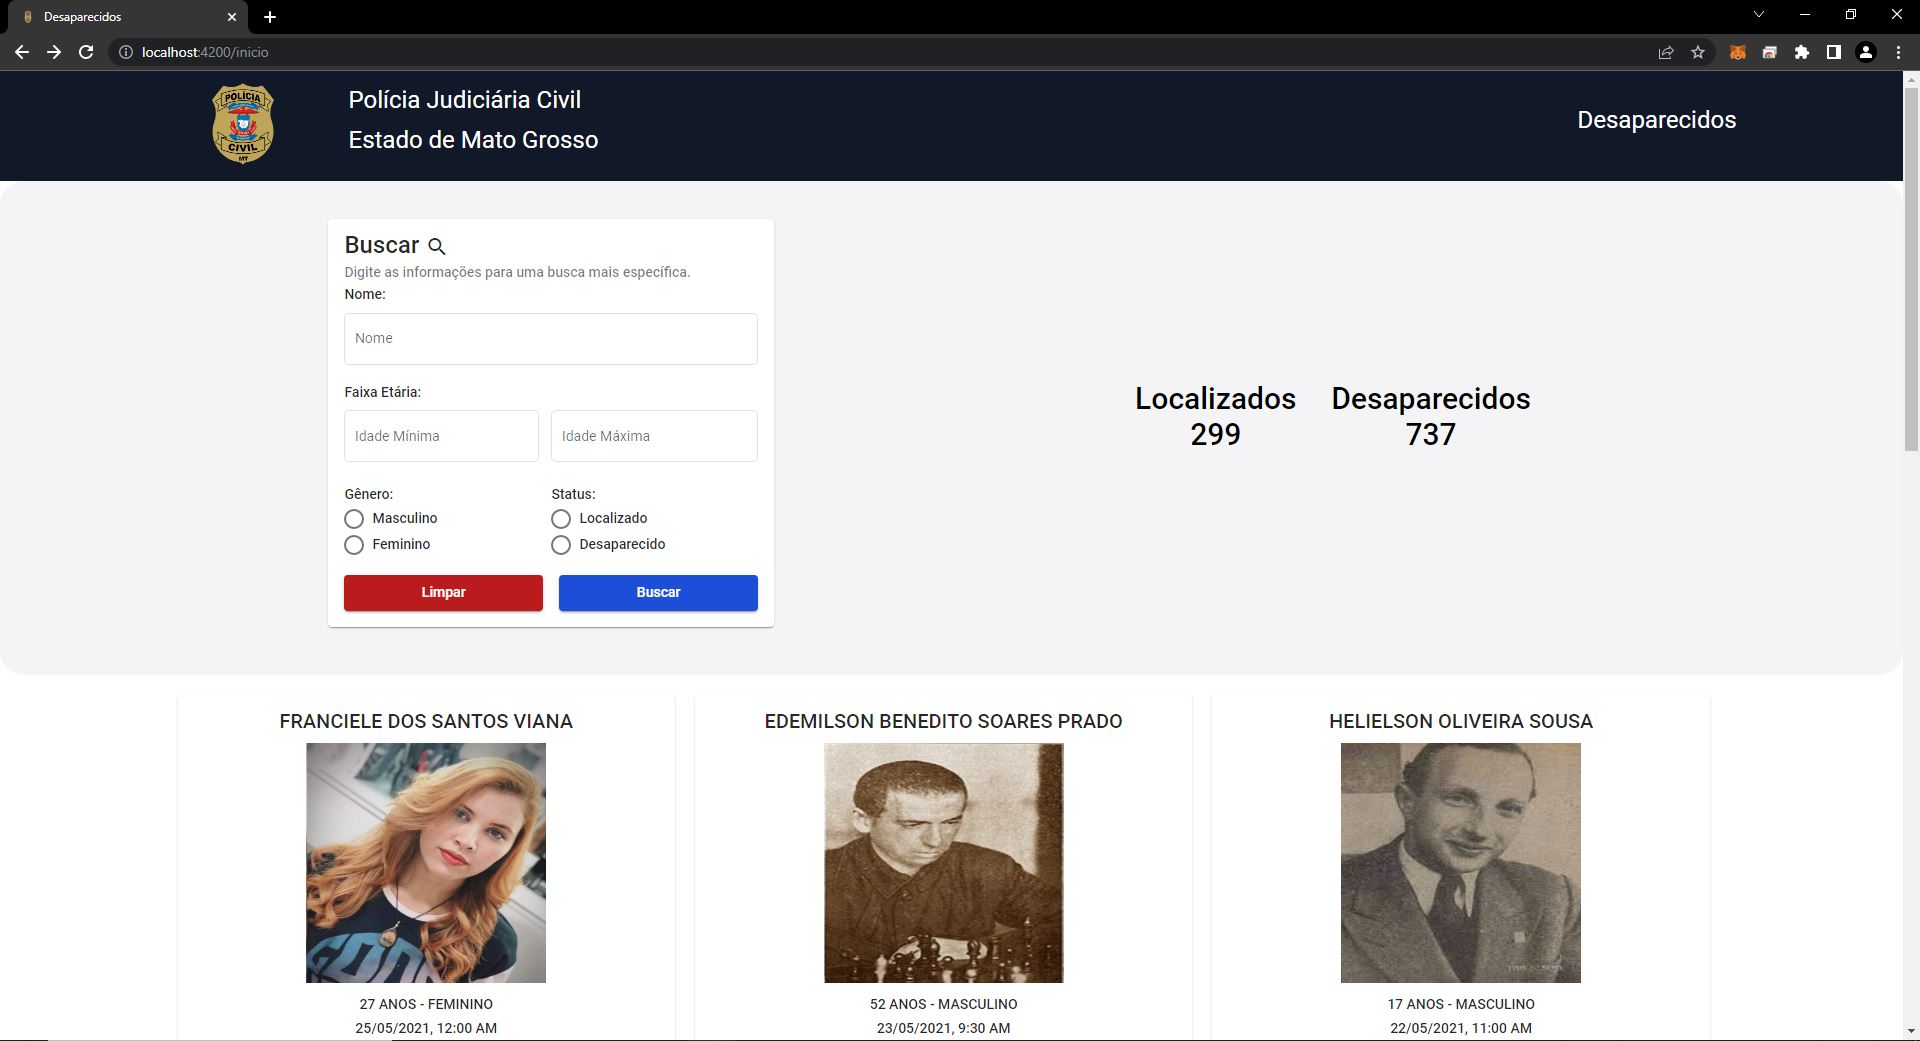 Desaparecidos
localhost:4200/inicio
POLÍCIA
CIVIL
MT
Polícia Judiciária Civil
Estado de Mato Grosso
Desaparecidos
Buscar
Digite as informações para uma busca mais específica.
Nome:
Nome
Faixa Etária:
Idade Mínima
Idade Máxima
Gênero:
Masculino
Feminino
Status:
Localizado
Desaparecido
Limpar
Buscar
Localizados
299
Desaparecidos
737
FRANCIELE DOS SANTOS VIANA
27 ANOS - FEMININO
25/05/2021, 12:00 AM
EDEMILSON BENEDITO SOARES PRADO
52 ANOS - MASCULINO
23/05/2021, 9:30 AM
HELIELSON OLIVEIRA SOUSA
17 ANOS - MASCULINO
22/05/2021, 11:00 AM